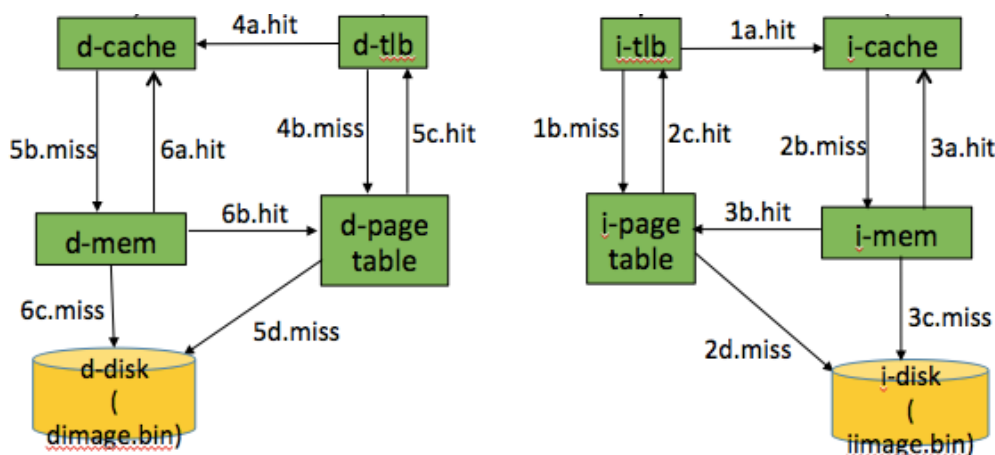 4a.hit
1a.hit
d-cache
d-tlb
i-tlb
i-cache
5b.miss
6a.hit
4b.miss
5c.hit
1b.miss
2c.hit
2b.miss
3a.hit
6b.hit
3b.hit
d-mem
d-page
table
i-page
table
i-mem
6c.miss
5d.miss
2d.miss
3c.miss
d-disk
(
dimage.bin)
i-disk
(
iimage.bin)